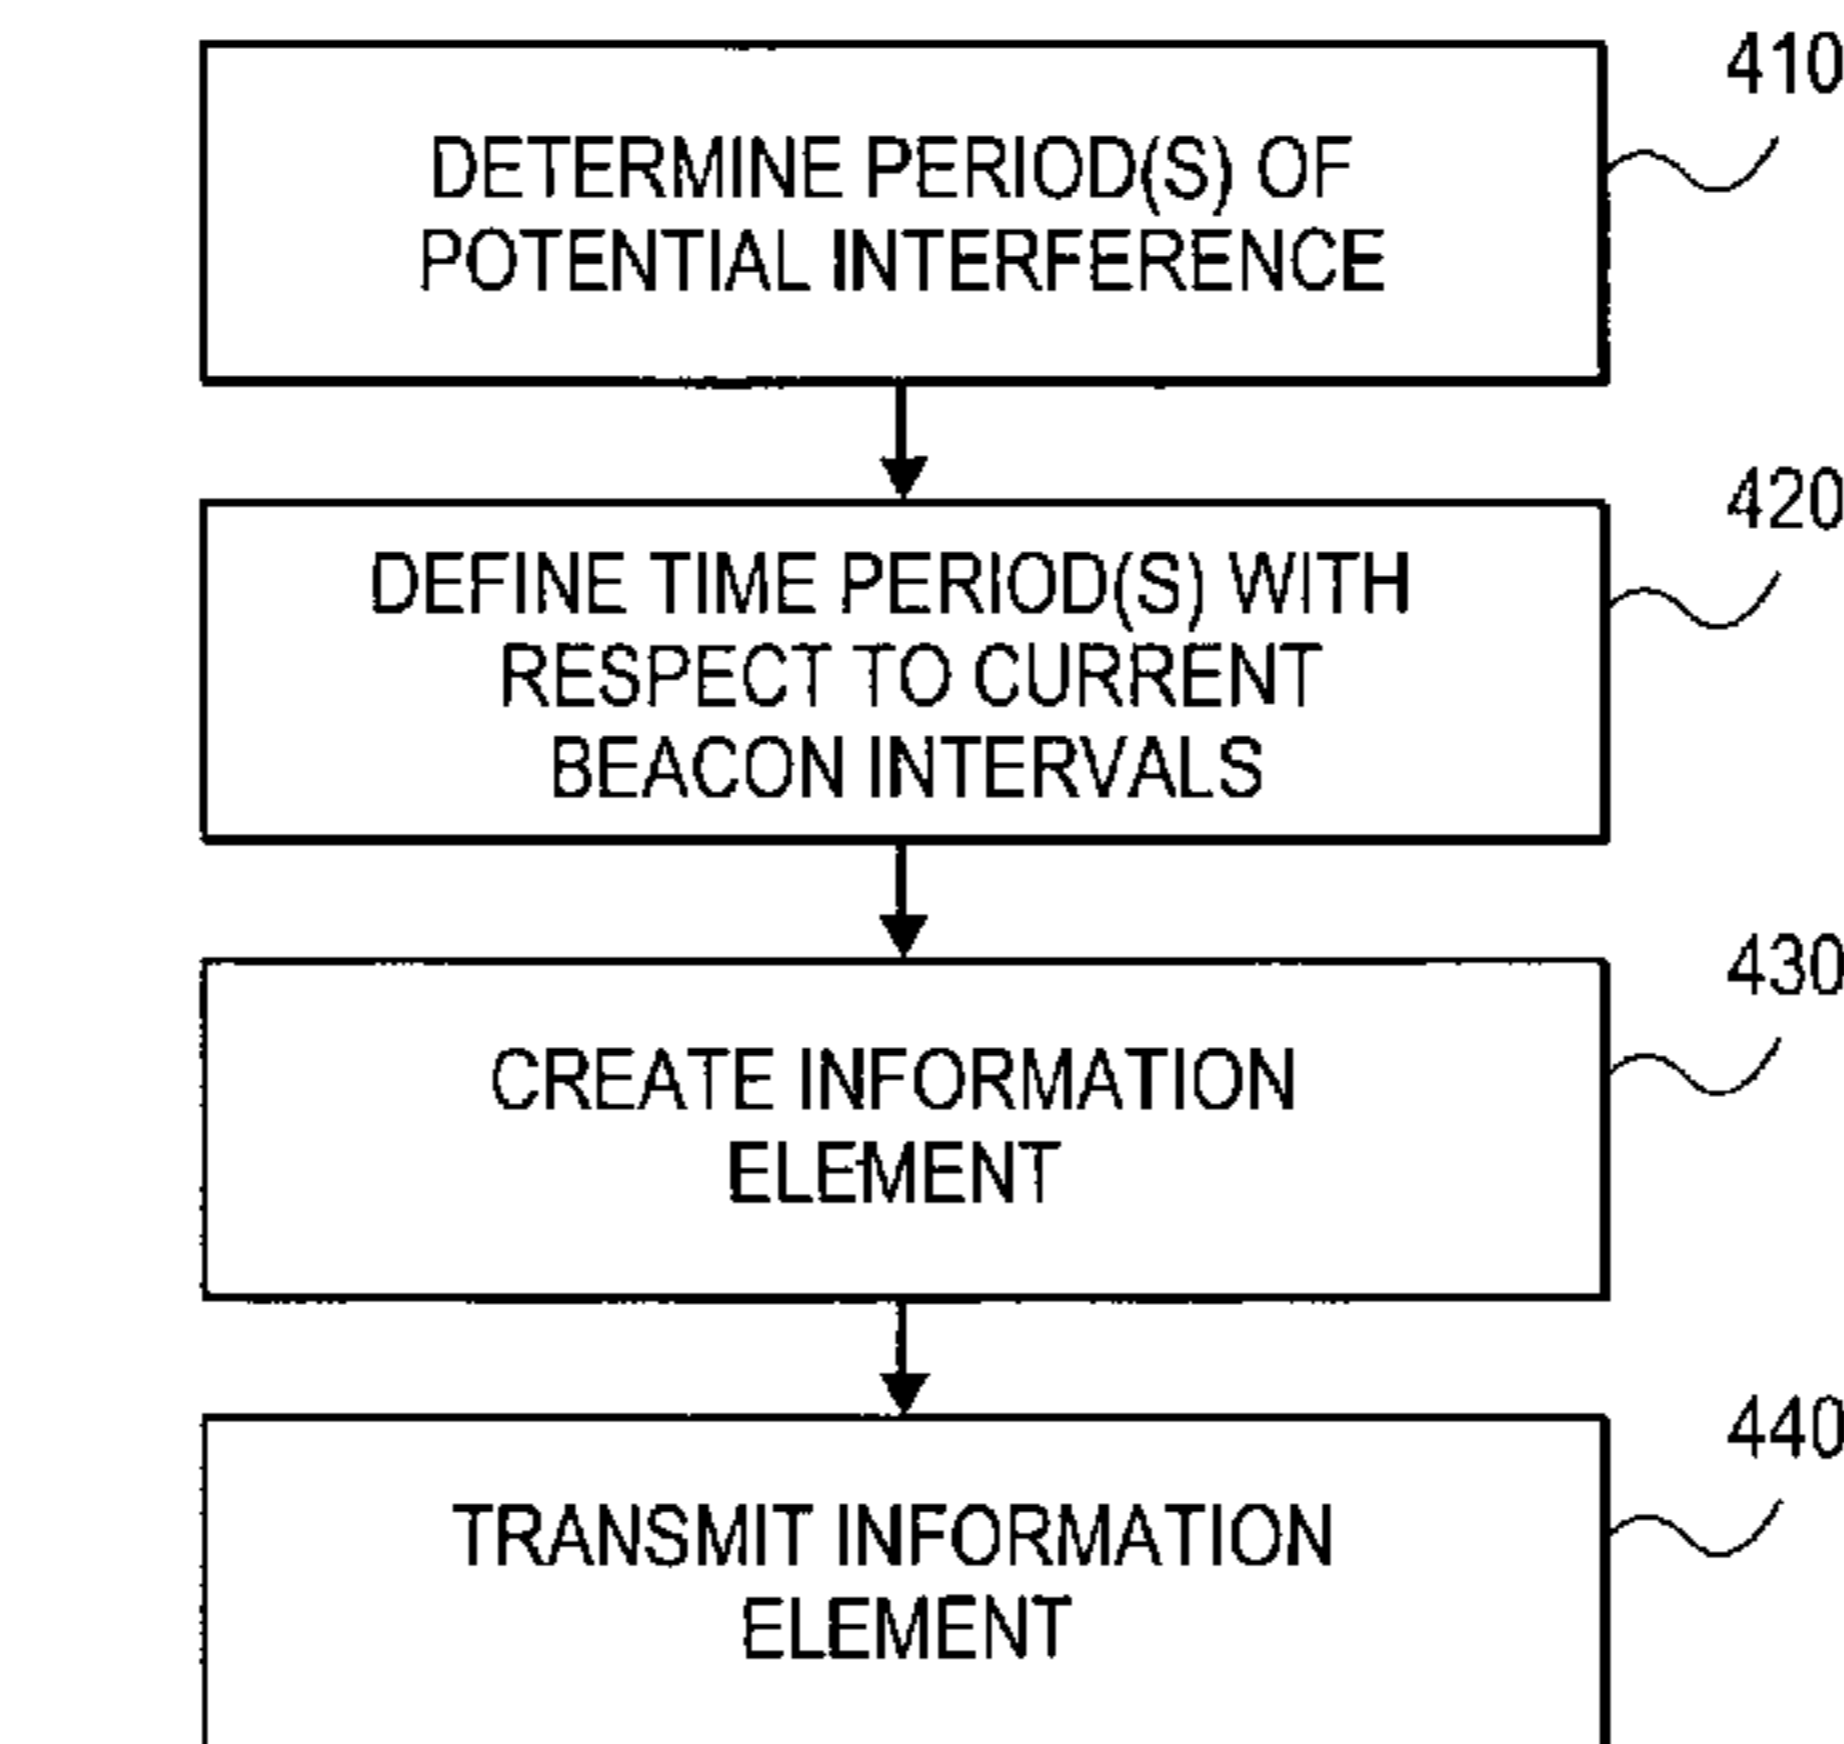 410
DETERMINE PERIOD(S) OF
POTENTIAL INTERFERENCE
420
DEFINE TIME PERIOD(S) WITH
RESPECT TO CURRENT
BEACON INTERVALS
430
CREATE INFORMATION
ELEMENT
440
TRANSMIT INFORMATION
ELEMENT